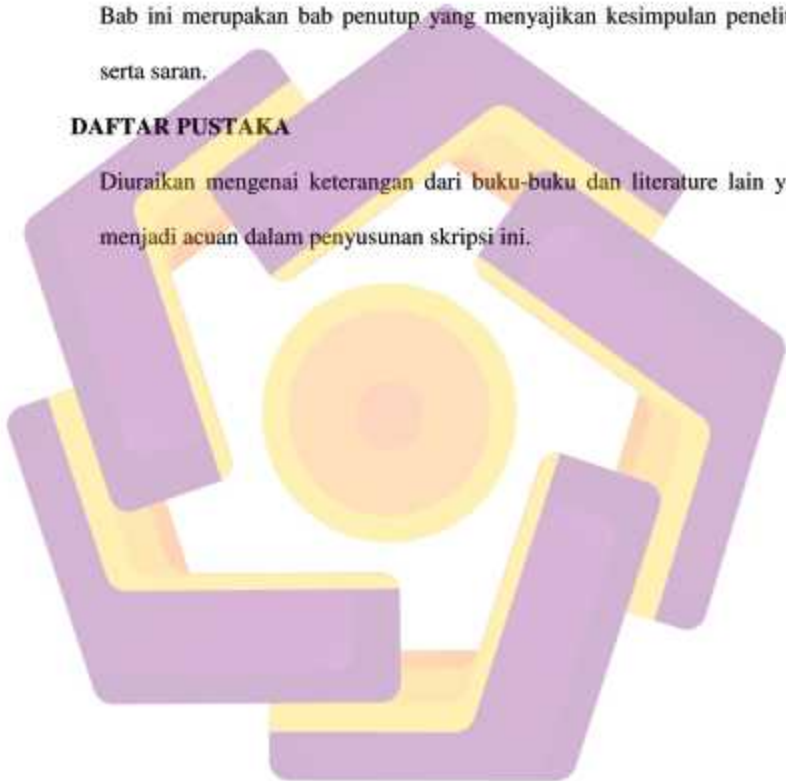 Bab ini merupakan bab penutup yang menyajikan kesimpulan penelit
serta saran.
DAFTAR PUSTAKA
Diuraikan mengenai keterangan dari buku-buku dan literature lain y
menjadi acuan dalam penyusunan skripsi ini.